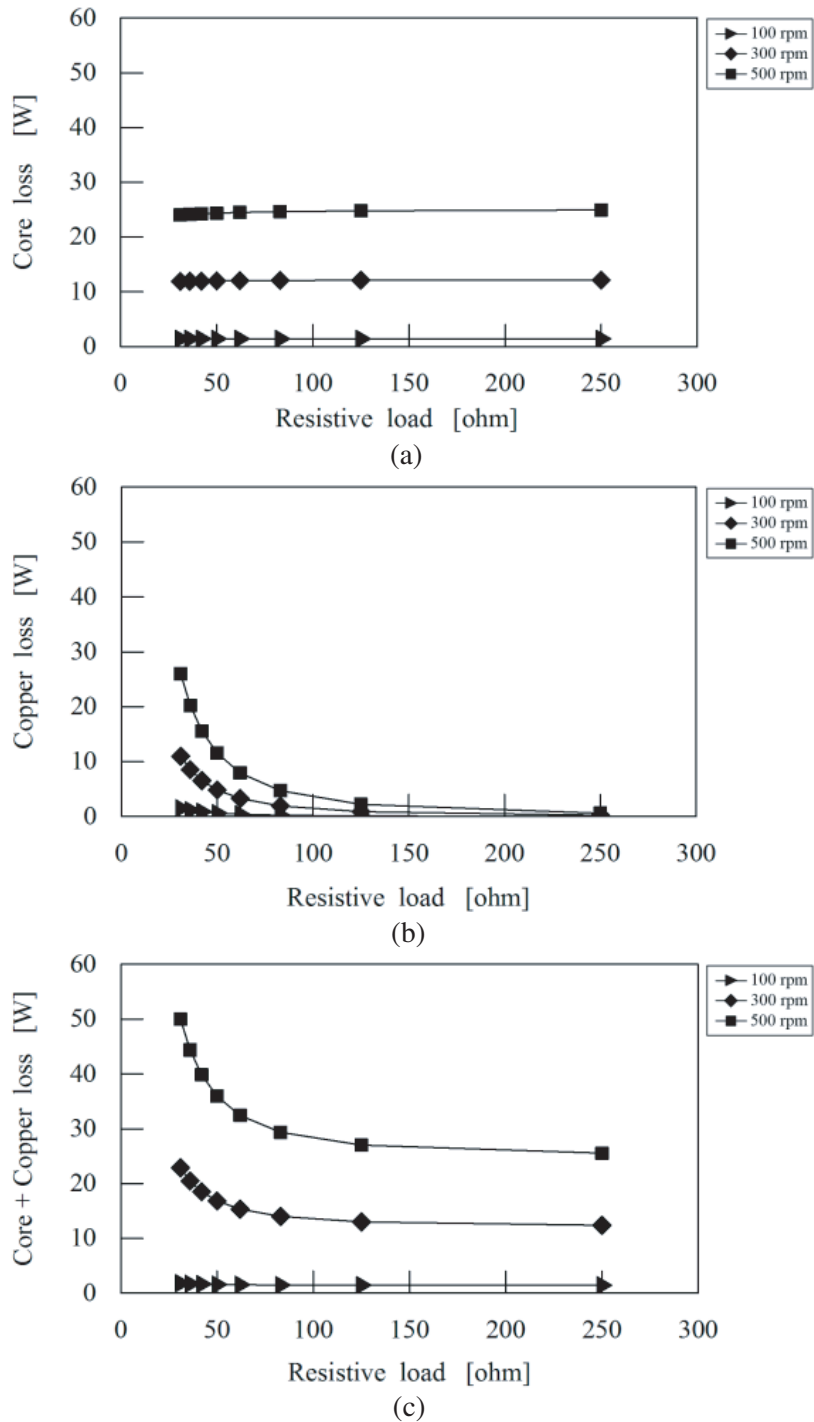 60
50
40
30
20
10
0
Core loss [W]
0 50 100 150 200 250 300
Resistive load [ohm]
100 rpm
300 rpm
500 rpm
(a)
60
50
40
30
20
10
0
Copper loss [W]
0 50 100 150 200 250 300
Resistive load [ohm]
100 rpm
300 rpm
500 rpm
(b)
60
50
40
30
20
10
0
Core + Copper loss [W]
0 50 100 150 200 250 300
Resistive load [ohm]
100 rpm
300 rpm
500 rpm
(c)